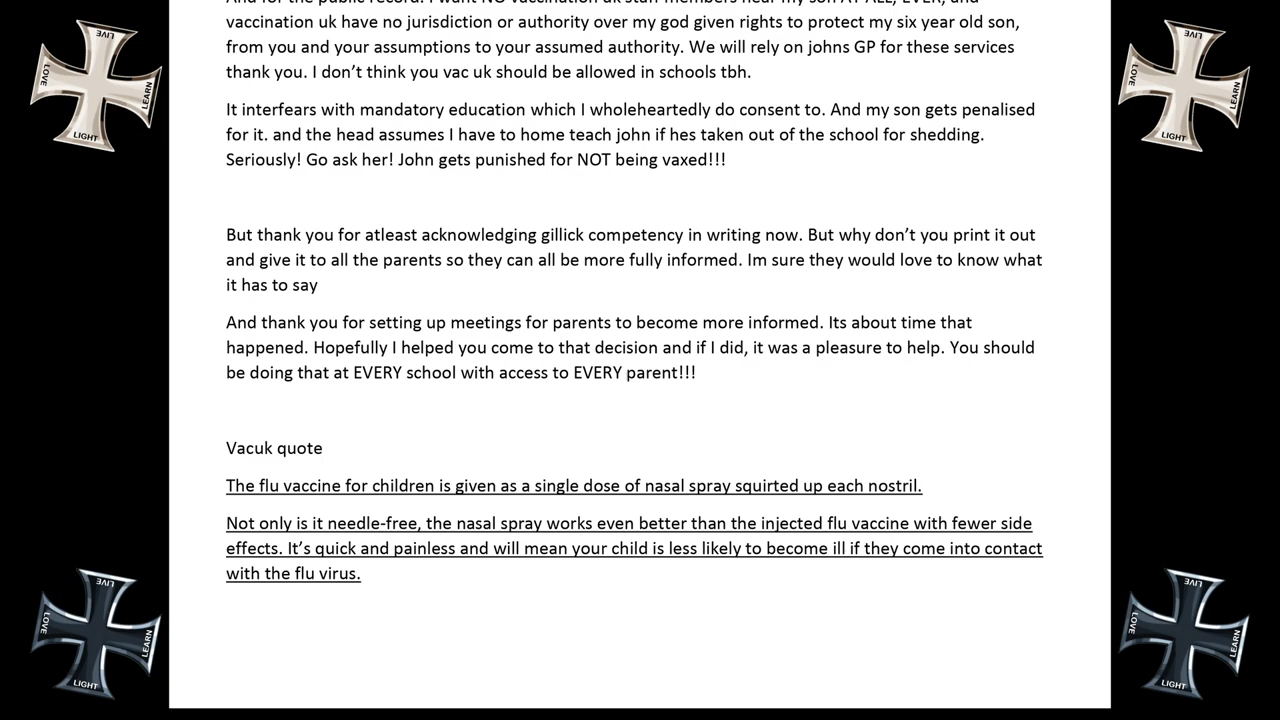 vaccination uk have no jurisdiction or authority over my god given rights to protect my six year old son,
from you and your assumptions to your assumed authority. We will rely on johns GP for these services
thank you. I don’t think you vac uk should be allowed in schools tbh.
It interfears with mandatory education which I wholeheartedly do consent to. And my son gets penalised
for it. and the head assumes I have to home teach john if hes taken out of the school for shedding.
Seriously! Go ask her! John gets punished for NOT being vaxed!!!
But thank you for atleast acknowledging gillick competency in writing now. But why don’t you print it out
and give it to all the parents so they can all be more fully informed. Im sure they would love to know what
it has to say
And thank you for setting up meetings for parents to become more informed. Its about time that
happened. Hopefully I helped you come to that decision and if I did, it was a pleasure to help. You should
be doing that at EVERY school with access to EVERY parent!!!
Vacuk quote
The flu vaccine for children is given as a single dose of nasal spray squirted up each nostril.
Not only is it needle-free, the nasal spray works even better than the injected flu vaccine with fewer side
effects. It’s quick and painless and will mean your child is less likely to become ill if they come into contact
with the flu virus.
LIVE
LOVE
LEARN
LIGHT
LIVE
LOVE
LEARN
LIGHT
LIVE
LOVE
LEARN
LIGHT
LIVE
LOVE
LEARN
LIGHT